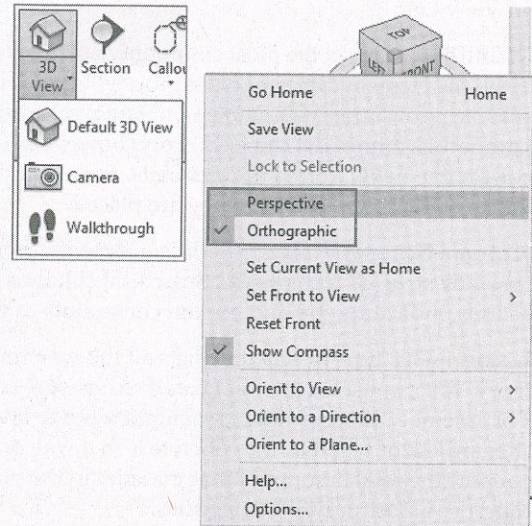 3D
View
Section
Callou
Default 3D View
Camera
Walkthrough
TOP
LEFT
FRONT
Go Home Home
Save View
Lock to Selection
Perspective
Orthographic
Set Current View as Home
Set Front to View
Reset Front
Show Compass
Orient to View
Orient to a Direction
Orient to a Plane...
Help...
Options...